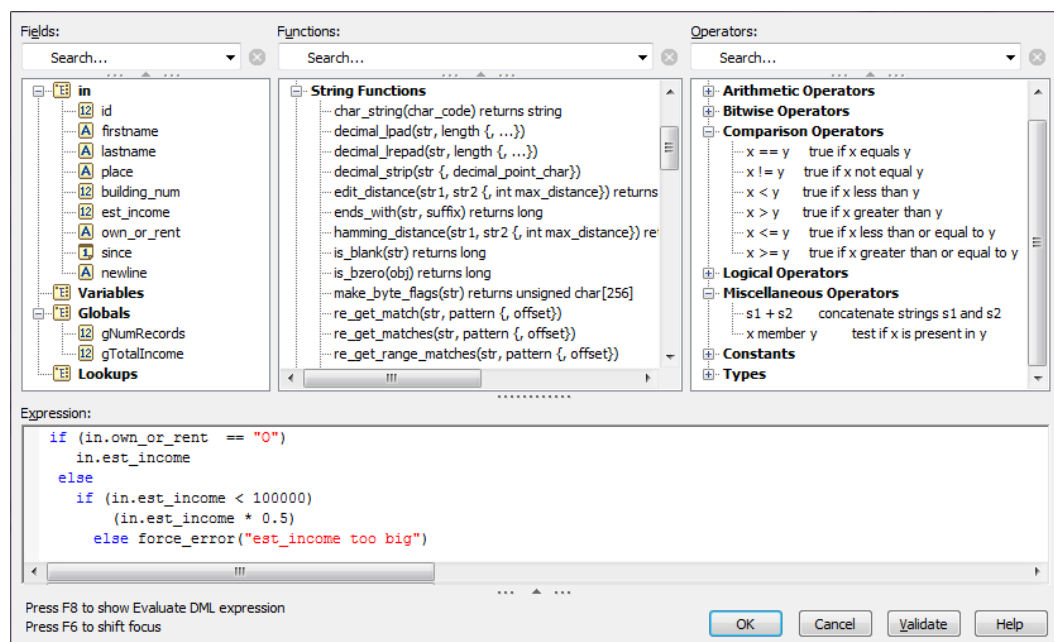 Fields:
Search...
in
id
firstname
lastname
place
building_num
est_income
own_or_rent
since
newline
Variables
Globals
gNumRecords
gTotalIncome
Lookups
Functions:
Search...
String Functions
char_string(char_code) returns string
decimal_lpad(str, length {, ...})
decimal_lrepad(str, length {, ...})
decimal_strip(str {, decimal_point_char})
edit_distance(str1, str2 {, int max_distance}) returns
ends_with(str, suffix) returns long
hamming_distance(str1, str2 {, int max_distance}) re
is_blank(str) returns long
is_bzero(obj) returns long
make_byte_flags(str) returns unsigned char[256]
re_get_match(str, pattern {, offset})
re_get_matches(str, pattern {, offset})
re_get_range_matches(str, pattern {, offset})
Operators:
Search...
Arithmetic Operators
Bitwise Operators
Comparison Operators
x == y true if x equals y
x != y true if x not equal y
x < y true if x less than y
x > y true if x greater than y
x <= y true if x less than or equal to y
x >= y true if x greater than or equal to y
Logical Operators
Miscellaneous Operators
s1 + s2 concatenate strings s1 and s2
x member y test if x is present in y
Constants
Types
Expression:
if (in.own_or_rent == "O")
in.est_income
else
if (in.est_income < 100000)
(in.est_income * 0.5)
else force_error("est_income too big")
Press F8 to show Evaluate DML expression
Press F6 to shift focus
OK Cancel Validate Help